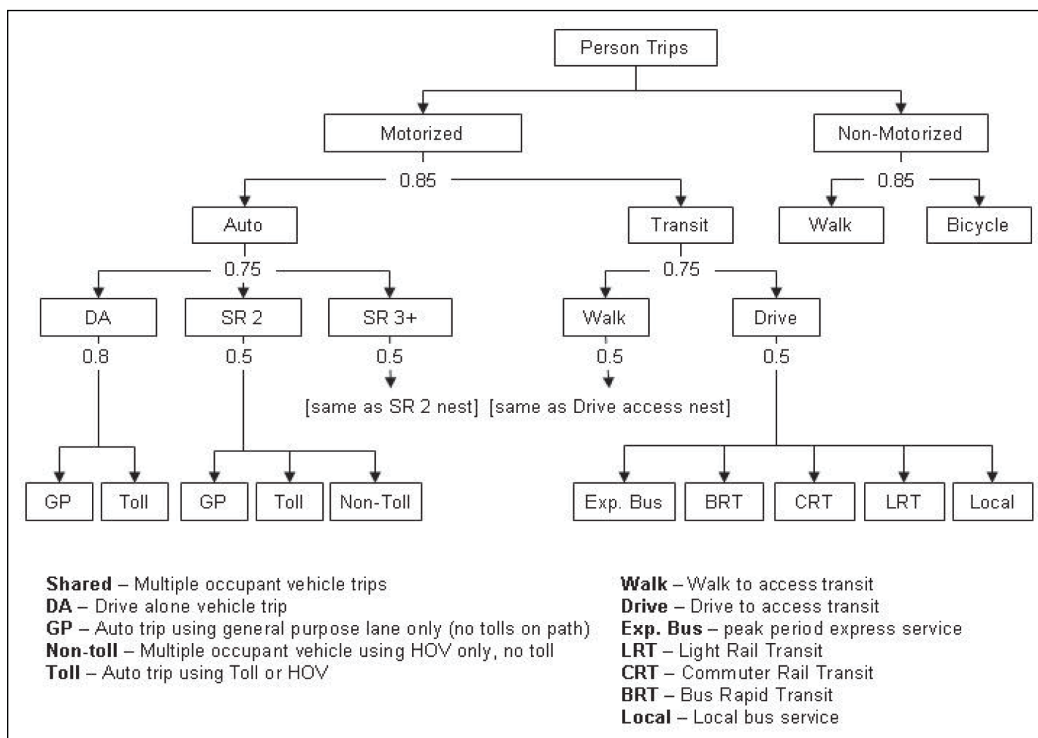 Person Trips
Motorized
Non-Motorized
0.85
0.85
Auto
Transit
Walk
Bicycle
0.75
0.75
DA
SR 2
SR 3+
Walk
Drive
0.8
0.5
0.5
0.5
0.5
[same as SR 2 nest]
[same as Drive access nest]
GP
Toll
GP
Toll
Non-Toll
Exp. Bus
BRT
CRT
LRT
Local
Shared – Multiple occupant vehicle trips
DA – Drive alone vehicle trip
GP – Auto trip using general purpose lane only (no tolls on path)
Non-toll – Multiple occupant vehicle using HOV only, no toll
Toll – Auto trip using Toll or HOV
Walk – Walk to access transit
Drive – Drive to access transit
Exp. Bus – peak period express service
LRT – Light Rail Transit
CRT – Commuter Rail Transit
BRT – Bus Rapid Transit
Local – Local bus service